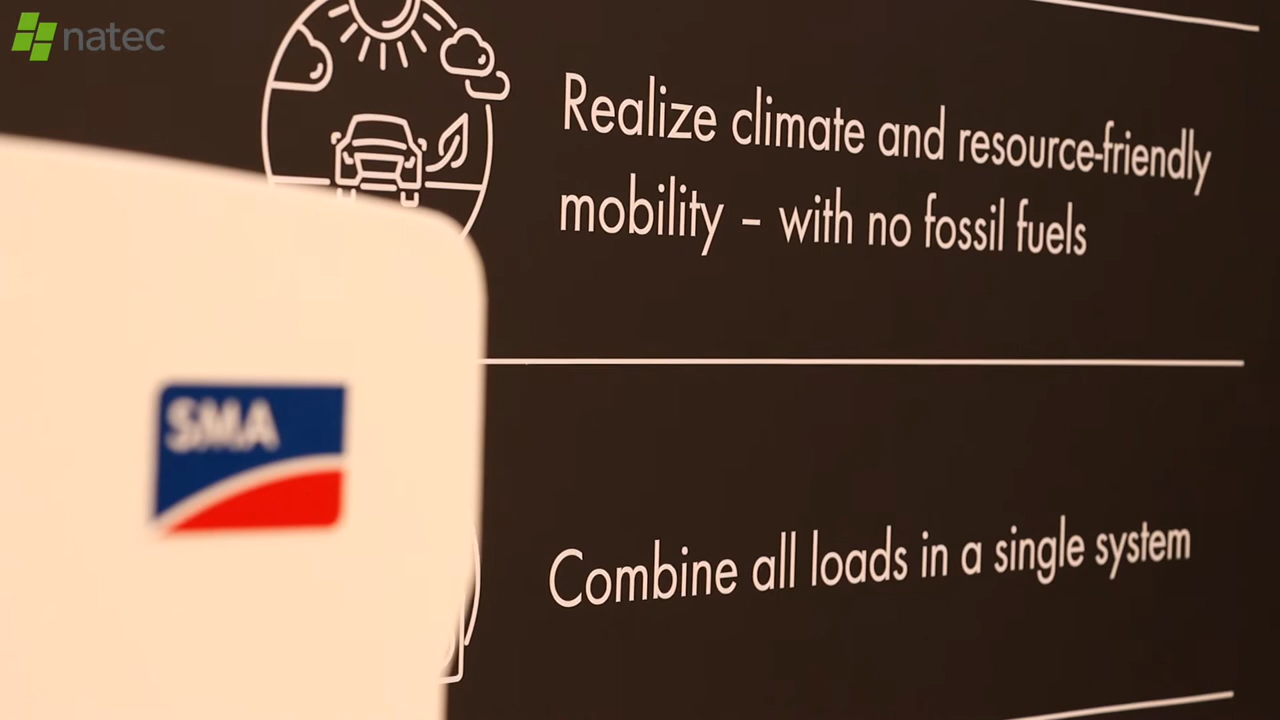 natec
Realize climate and resource-friendly
mobility – with no fossil fuels
SMA
Combine all loads in a single system